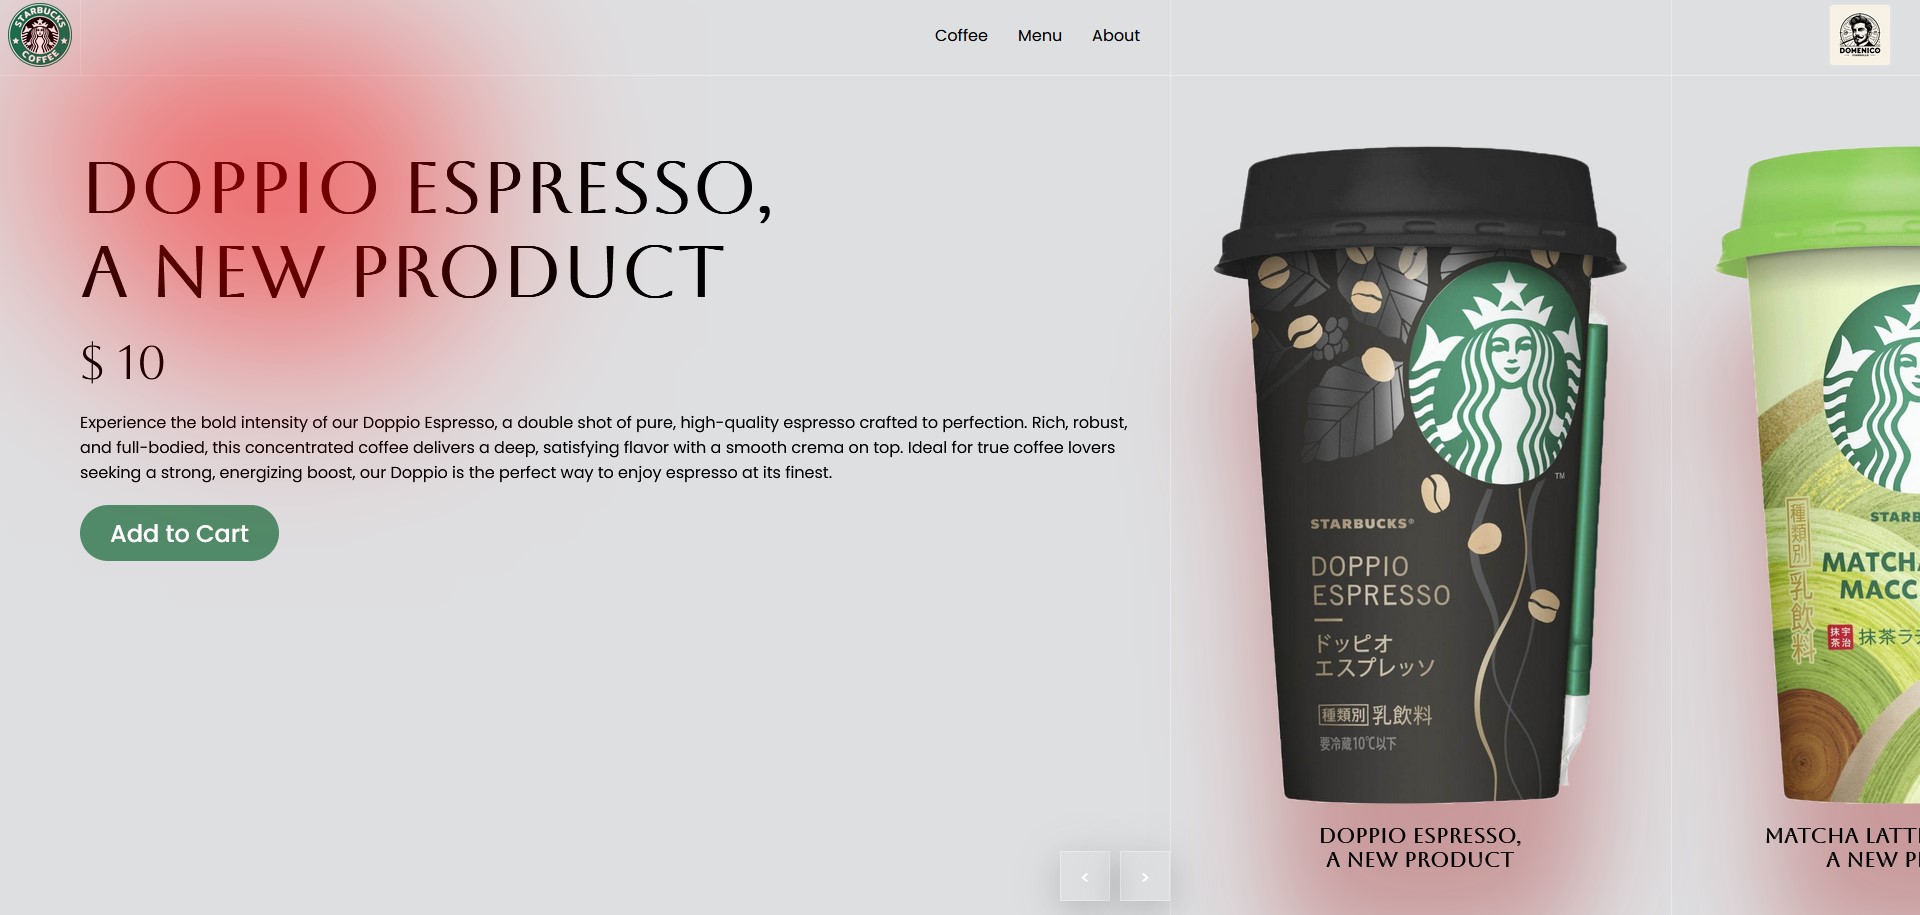 STARBUCKS
COFFEE
Coffee
Menu
About
DOMENICO
DOPPIO ESPRESSO,
A NEW PRODUCT
$ 10
Experience the bold intensity of our Doppio Espresso, a double shot of pure, high-quality espresso crafted to perfection. Rich, robust,
and full-bodied, this concentrated coffee delivers a deep, satisfying flavor with a smooth crema on top. Ideal for true coffee lovers
seeking a strong, energizing boost, our Doppio is the perfect way to enjoy espresso at its finest.
Add to Cart
< >
TM
STARBUCKS®
DOPPIO
ESPRESSO
ドッピオ
エスプレッソ
種類別 乳飲料
要冷蔵10℃以下
DOPPIO ESPRESSO,
A NEW PRODUCT
種類別 乳飲料
STARB
MATCHA
MACC
宇治抹茶
抹茶ラ
MATCHA LATT
A NEW P